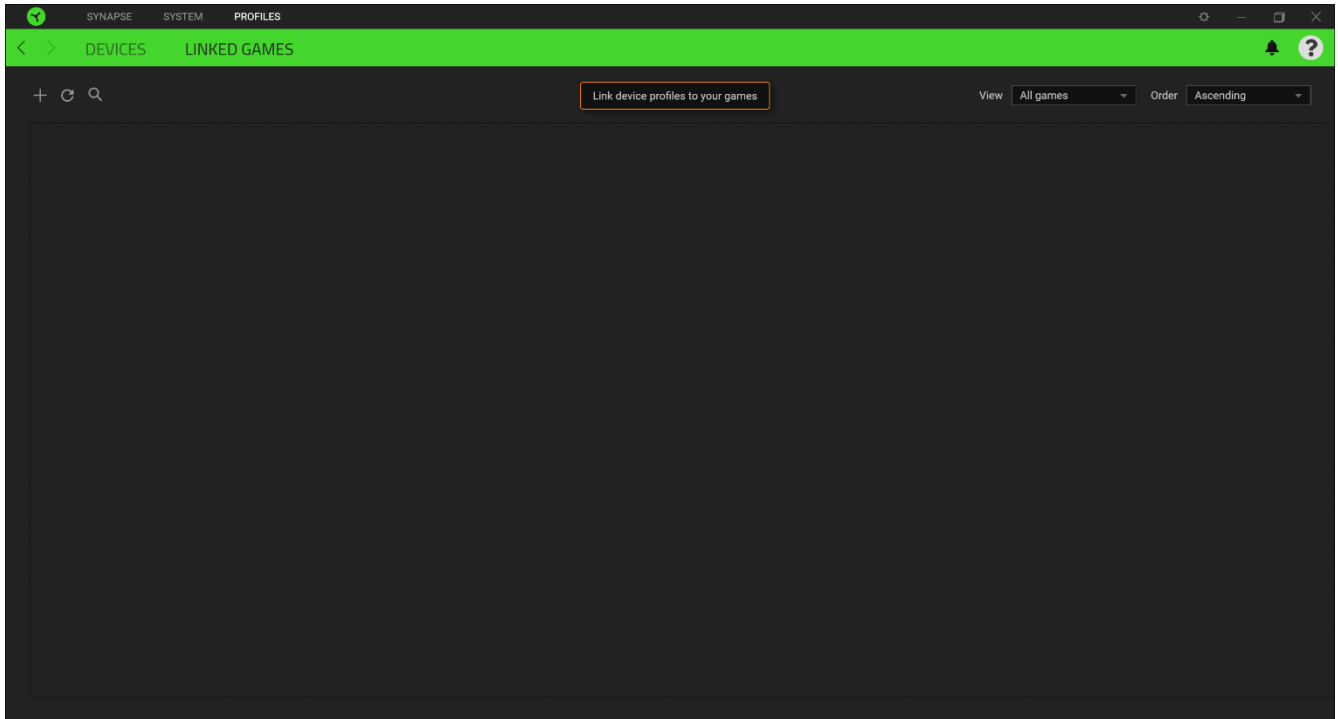 SYNAPSE SYSTEM PROFILES
DEVICES LINKED GAMES
?
Link device profiles to your games View All games Order Ascending